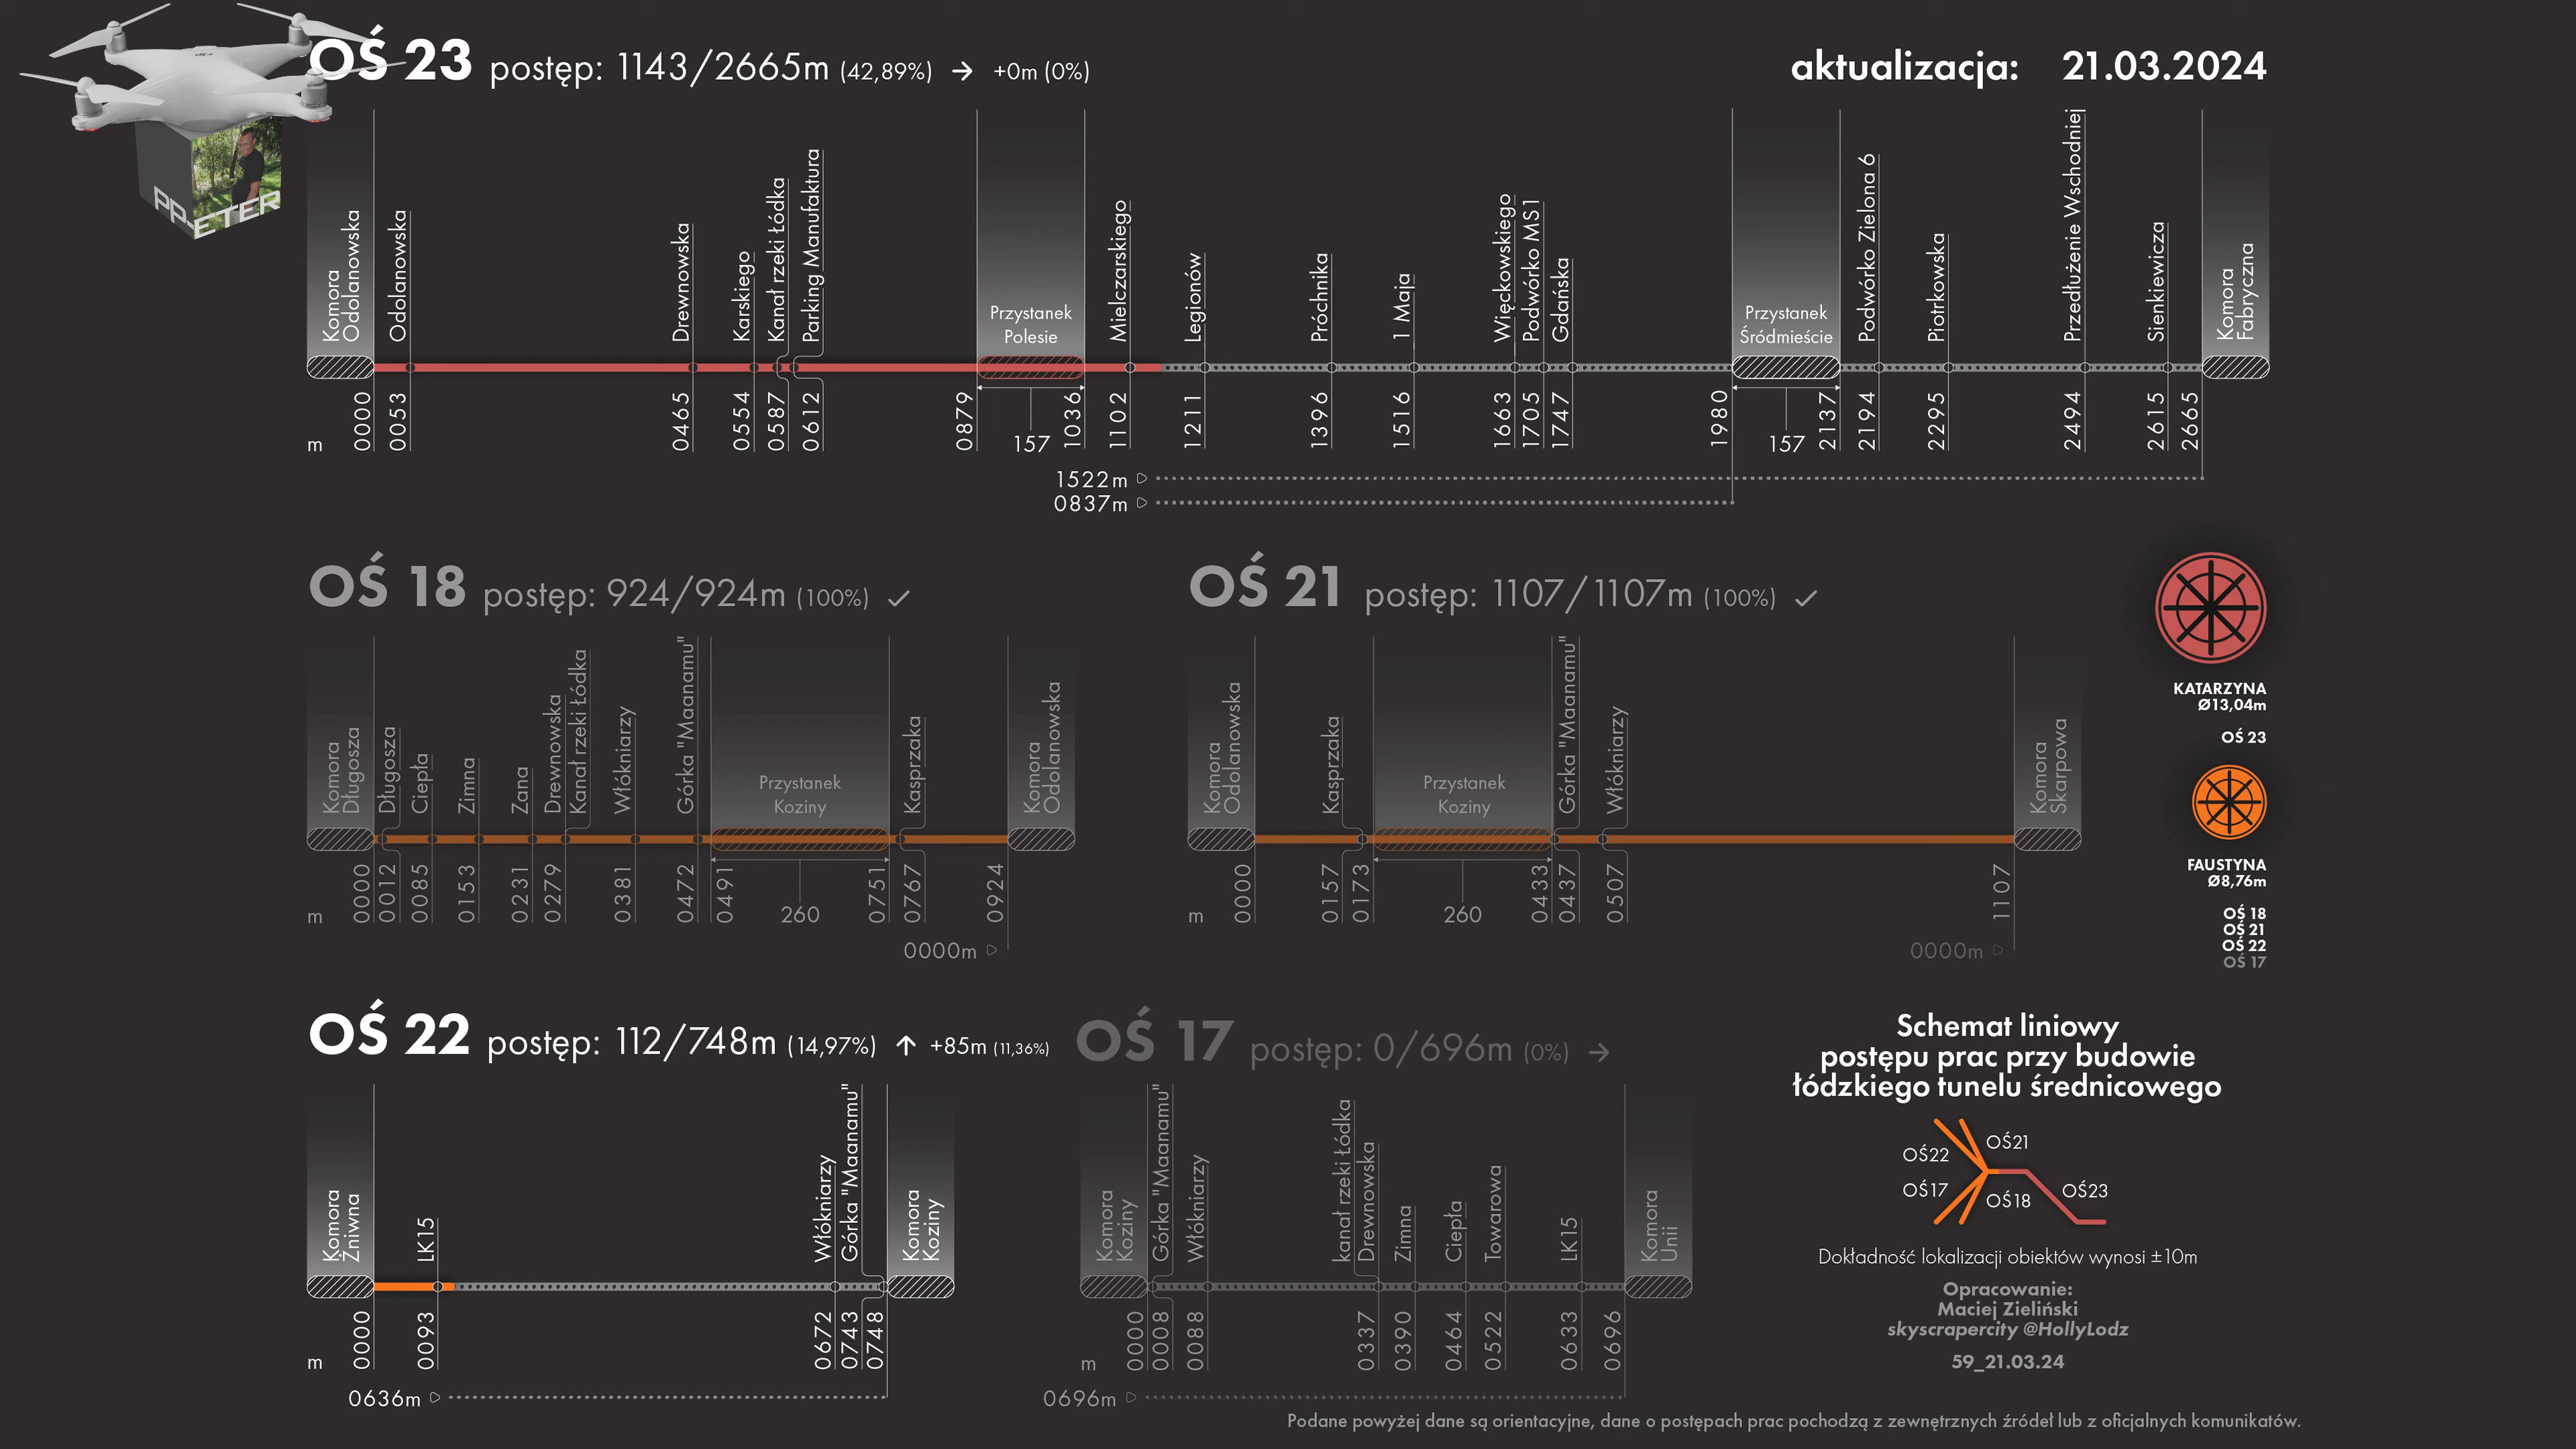 OŚ 23 postęp: 1143/2665m (42,89%) → +0m (0%)
aktualizacja: 21.03.2024
PP-ETER
Komora
Odolanowska
Odolanowska
Drewnowska
Karskiego
Kanał rzeki Łódka
Parking Manufaktura
Przystanek
Polesie
Mielczarskiego
Legionów
Próchnika
1 Maja
Więckowskiego
Podwórko MS1
Gdańska
Przystanek
Śródmieście
Podwórko Zielona 6
Piotrkowska
Przedłużenie Wschodniej
Sienkiewicza
Komora
Fabryczna
m
0000
0053
0465
0554
0587
0612
0879
157
1036
1102
1211
1396
1516
1663
1705
1747
1980
157
2137
2194
2295
2494
2615
2665
1522m
0837m
OŚ 18 postęp: 924/924m (100%) ✓
Komora
Długosza
Długosza
Ciepła
Zimna
Zana
Drewnowska
Kanał rzeki Łódka
Włókniarzy
Górka "Maanamu"
Przystanek
Koziny
Kasprzaka
Komora
Odolanowska
m
0000
0012
0085
0153
0231
0279
0381
0472
0491
260
0751
0767
0924
0000m
OŚ 21 postęp: 1107/1107m (100%) ✓
Komora
Odolanowska
Kasprzaka
Przystanek
Koziny
Górka "Maanamu"
Włókniarzy
Komora
Skarpowa
m
0000
0157
0173
260
0433
0437
0507
1107
0000m
KATARZYNA
Ø13,04m
OŚ 23
FAUSTYNA
Ø8,76m
OŚ 18
OŚ 21
OŚ 22
OŚ 17
OŚ 22 postęp: 112/748m (14,97%) ↑ +85m (11,36%)
Komora
Żniwna
LK15
Włókniarzy
Górka "Maanamu"
Komora
Koziny
m
0000
0093
0672
0743
0748
0636m
OŚ 17 postęp: 0/696m (0%) →
Komora
Koziny
Górka "Maanamu"
Włókniarzy
kanał rzeki Łódka
Drewnowska
Zimna
Ciepła
Towarowa
LK15
Komora
Unii
m
0000
0008
0088
0337
0390
0464
0522
0633
0696
0696m
Schemat liniowy
postępu prac przy budowie
łódzkiego tunelu średnicowego
OŚ22
OŚ21
OŚ17
OŚ18
OŚ23
Dokładność lokalizacji obiektów wynosi ±10m
Opracowanie:
Maciej Zieliński
skyscrapercity @HollyLodz
59_21.03.24
Podane powyżej dane są orientacyjne, dane o postępach prac pochodzą z zewnętrznych źródeł lub z oficjalnych komunikatów.